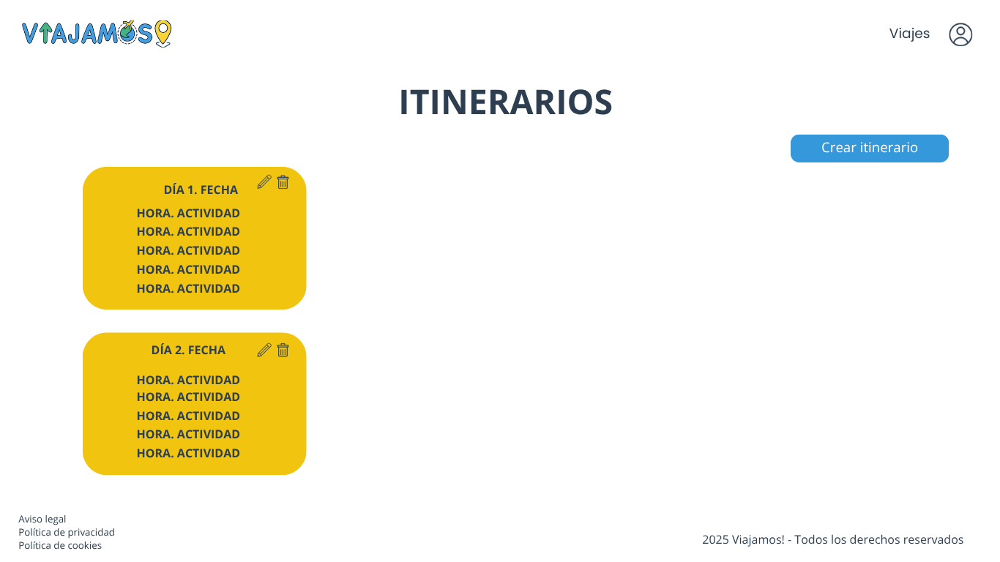 VIAJAMOS
Viajes
ITINERARIOS
Crear itinerario
DÍA 1. FECHA
HORA. ACTIVIDAD
HORA. ACTIVIDAD
HORA. ACTIVIDAD
HORA. ACTIVIDAD
HORA. ACTIVIDAD
DÍA 2. FECHA
HORA. ACTIVIDAD
HORA. ACTIVIDAD
HORA. ACTIVIDAD
HORA. ACTIVIDAD
HORA. ACTIVIDAD
Aviso legal
Política de privacidad
Política de cookies
2025 Viajamos! - Todos los derechos reservados